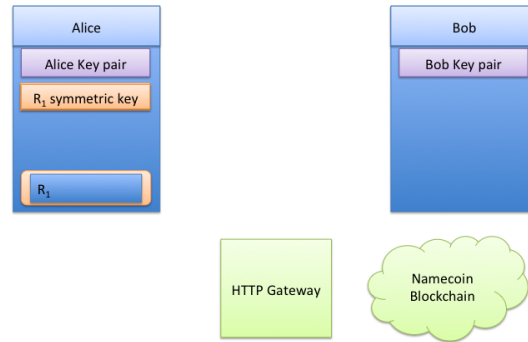 Alice
Bob
Alice Key pair
Bob Key pair
R₁ symmetric key
R₁
HTTP Gateway
Namecoin
Blockchain